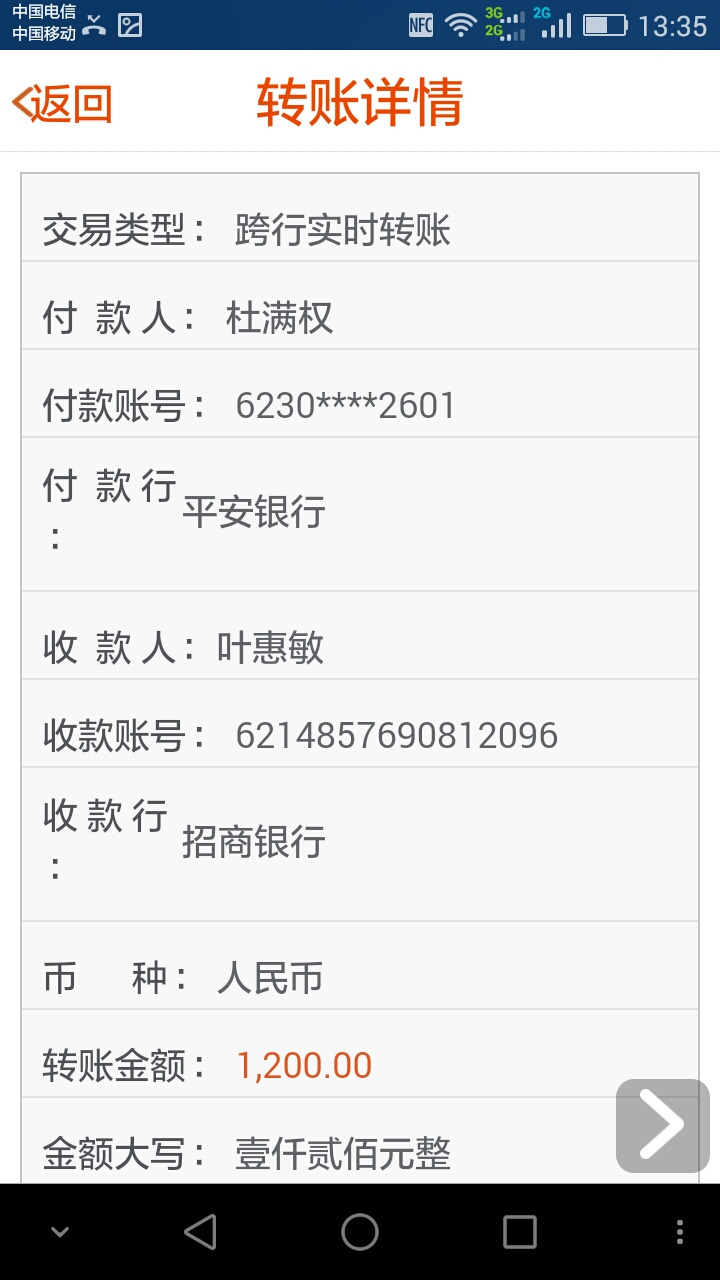 中国电信
中国移动
NFC 3G 2G 2G 13:35
返回 转账详情
交易类型： 跨行实时转账
付 款 人： 杜满权
付款账号： 6230****2601
付 款 行： 平安银行
收 款 人： 叶惠敏
收款账号： 6214857690812096
收 款 行： 招商银行
币 种： 人民币
转账金额： 1,200.00
金额大写： 壹仟贰佰元整